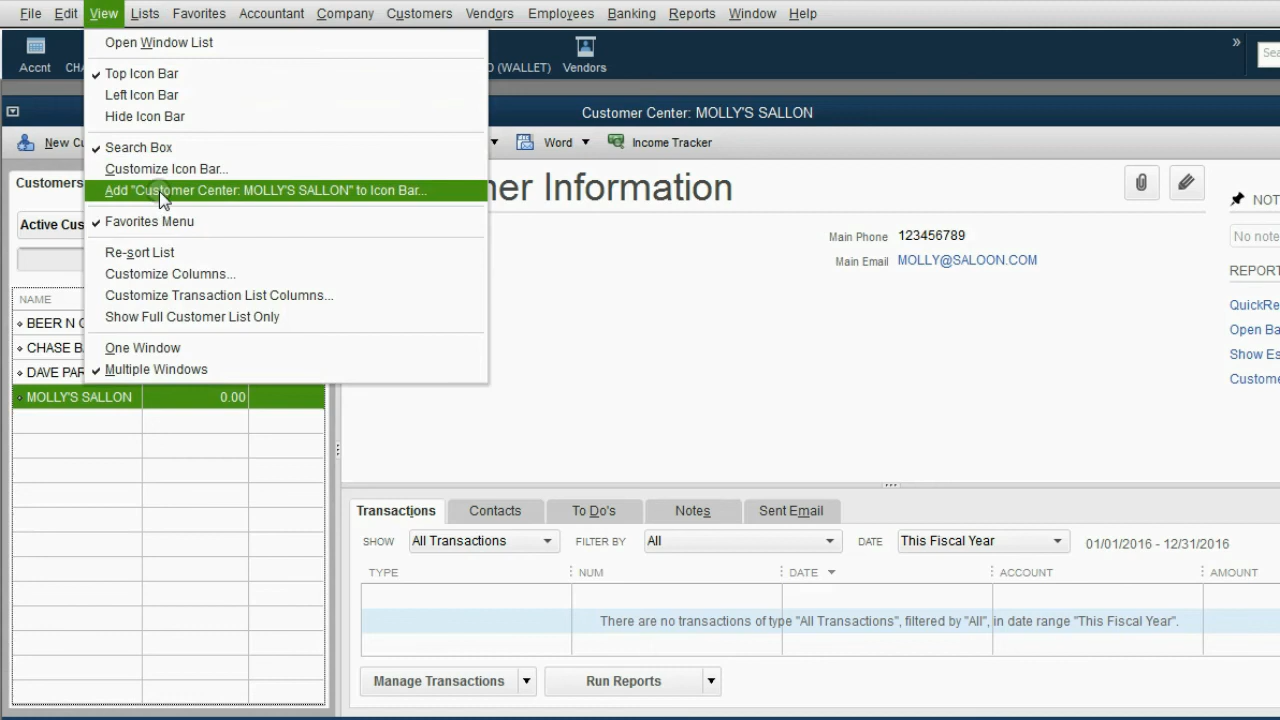 File Edit View Lists Favorites Accountant Company Customers Vendors Employees Banking Reports Window Help
Open Window List
Accnt
(WALLET) Vendors
»
Top Icon Bar
Left Icon Bar
Hide Icon Bar
Customer Center: MOLLY'S SALLON
New Word Income Tracker
Search Box
Customize Icon Bar...
Add "Customer Center: MOLLY'S SALLON" to Icon Bar...
Favorites Menu
Re-sort List
Customize Columns...
Customize Transaction List Columns...
Show Full Customer List Only
One Window
Multiple Windows
Customers
Information
Active
Main Phone 123456789
Main Email MOLLY@SALOON.COM
No note
REPORT
Open
Show
NAME
BEER N
CHASE
DAVE
MOLLY'S SALLON 0.00
Transactions Contacts To Do's Notes Sent Email
SHOW All Transactions FILTER BY All DATE This Fiscal Year 01/01/2016 - 12/31/2016
TYPE NUM DATE ACCOUNT AMOUNT
There are no transactions of type "All Transactions", filtered by "All", in date range "This Fiscal Year".
Manage Transactions Run Reports